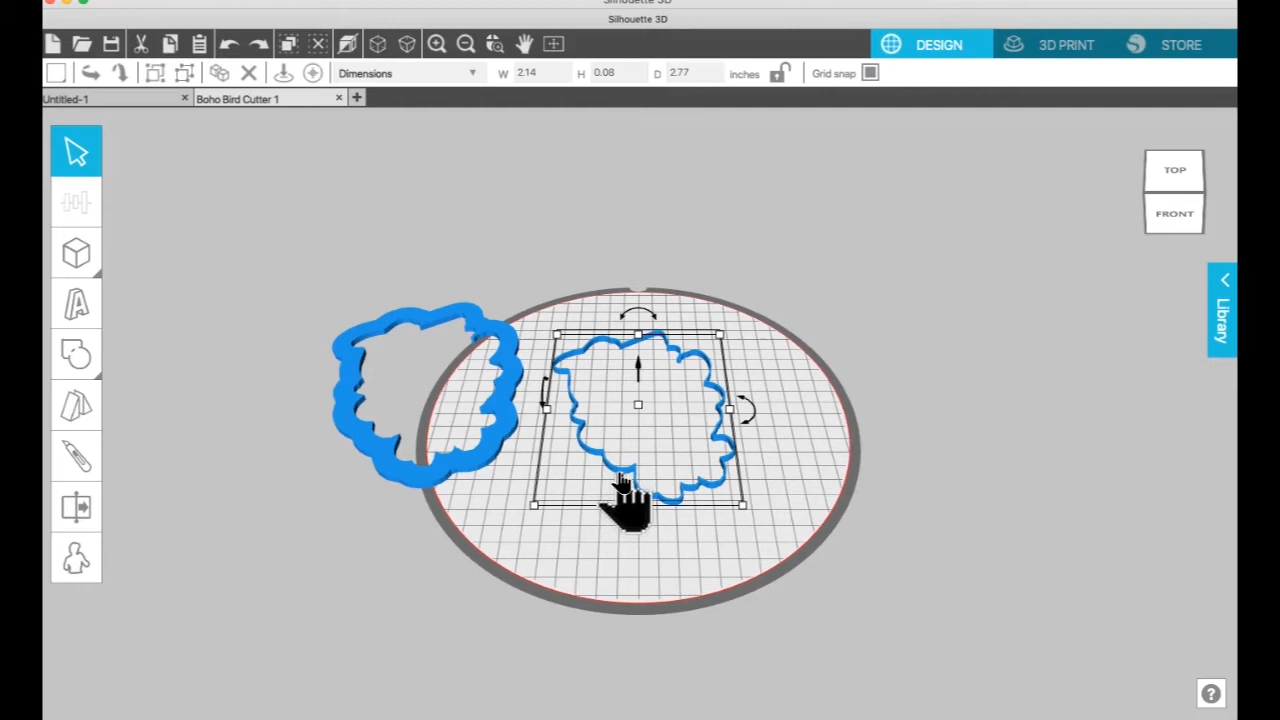 Silhouette 3D
Silhouette 3D
DESIGN
3D PRINT
STORE
Dimensions W 2.14 H 0.08 D 2.77 inches Grid snap
Untitled-1
Boho Bird Cutter 1
TOP
FRONT
Library